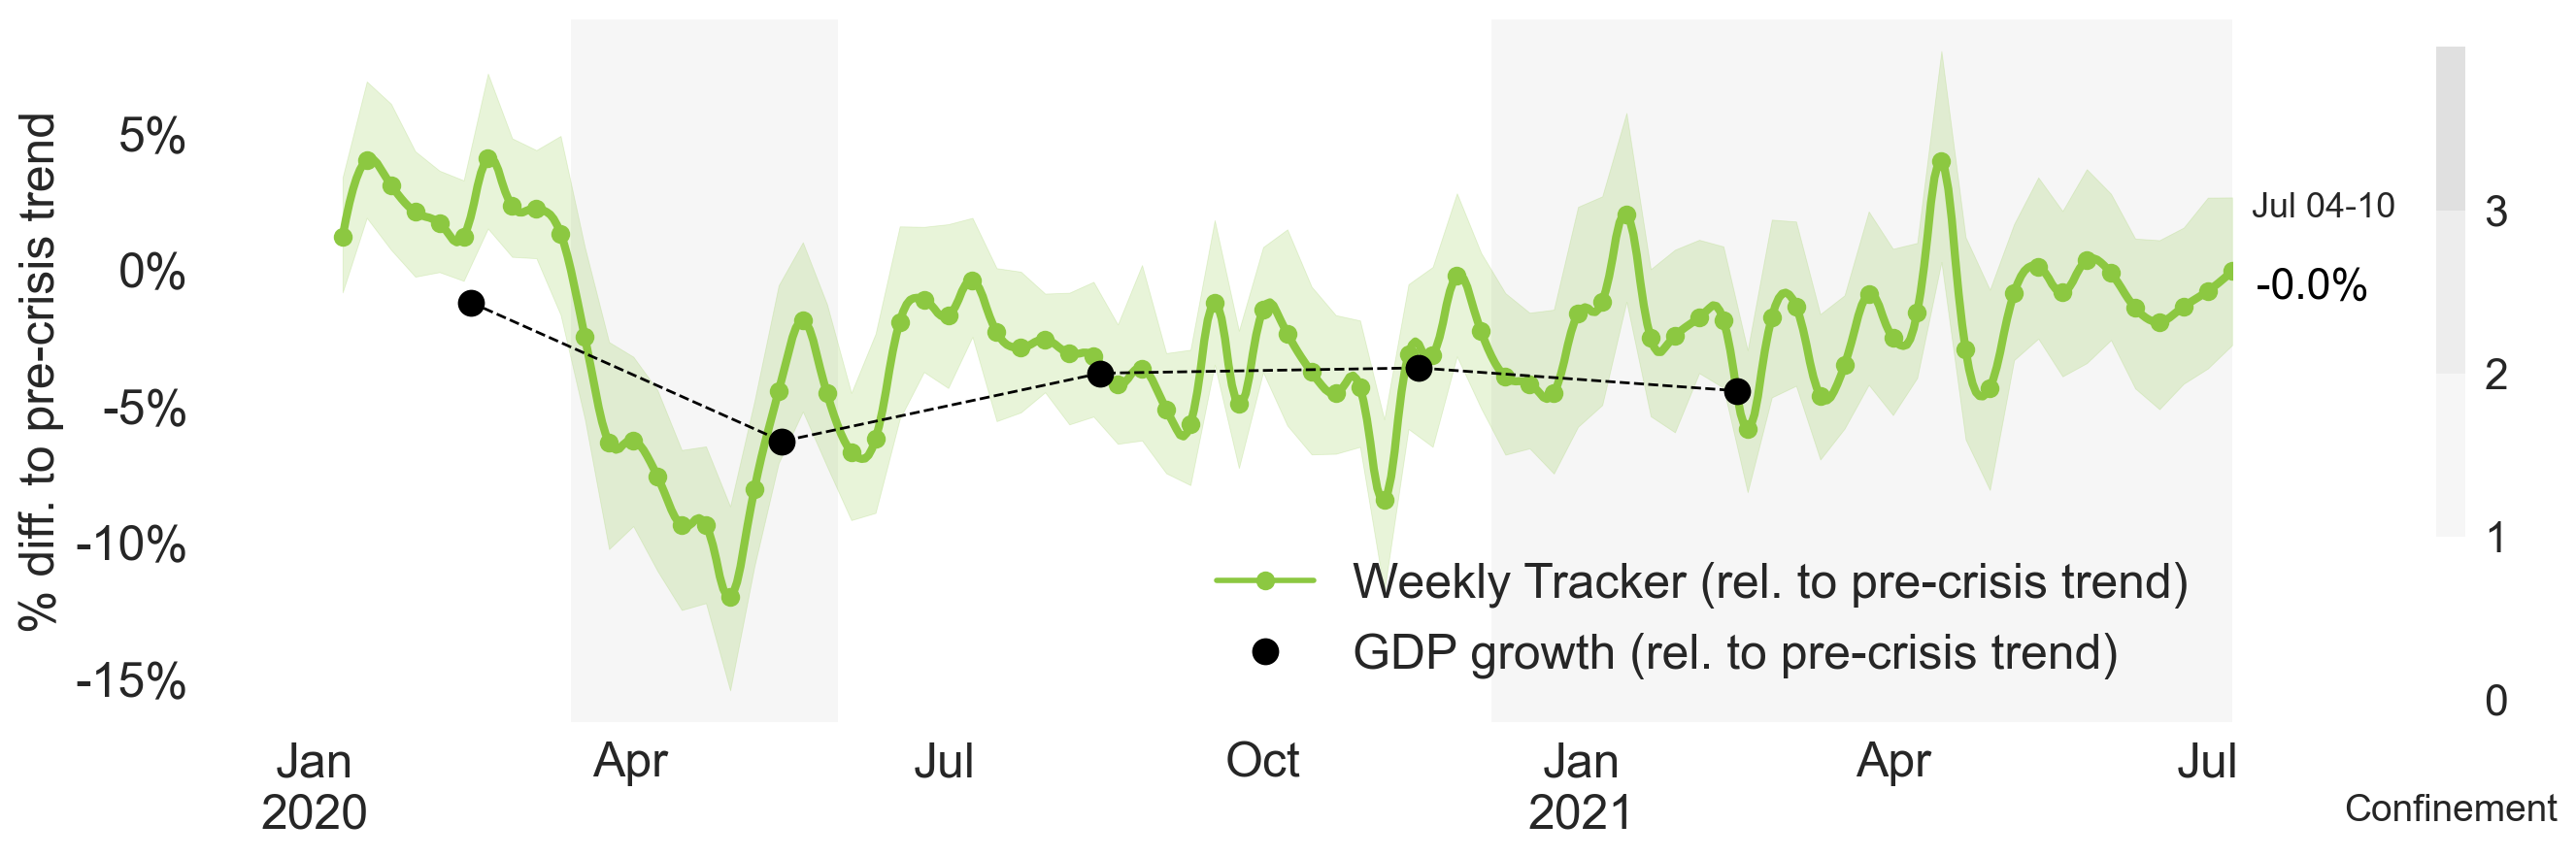 % diff. to pre-crisis trend
5%
0%
-5%
-10%
-15%
Jan
2020
Apr
Jul
Oct
Jan
2021
Apr
Jul
Weekly Tracker (rel. to pre-crisis trend)
GDP growth (rel. to pre-crisis trend)
Jul 04-10
-0.0%
3
2
1
0
Confinement